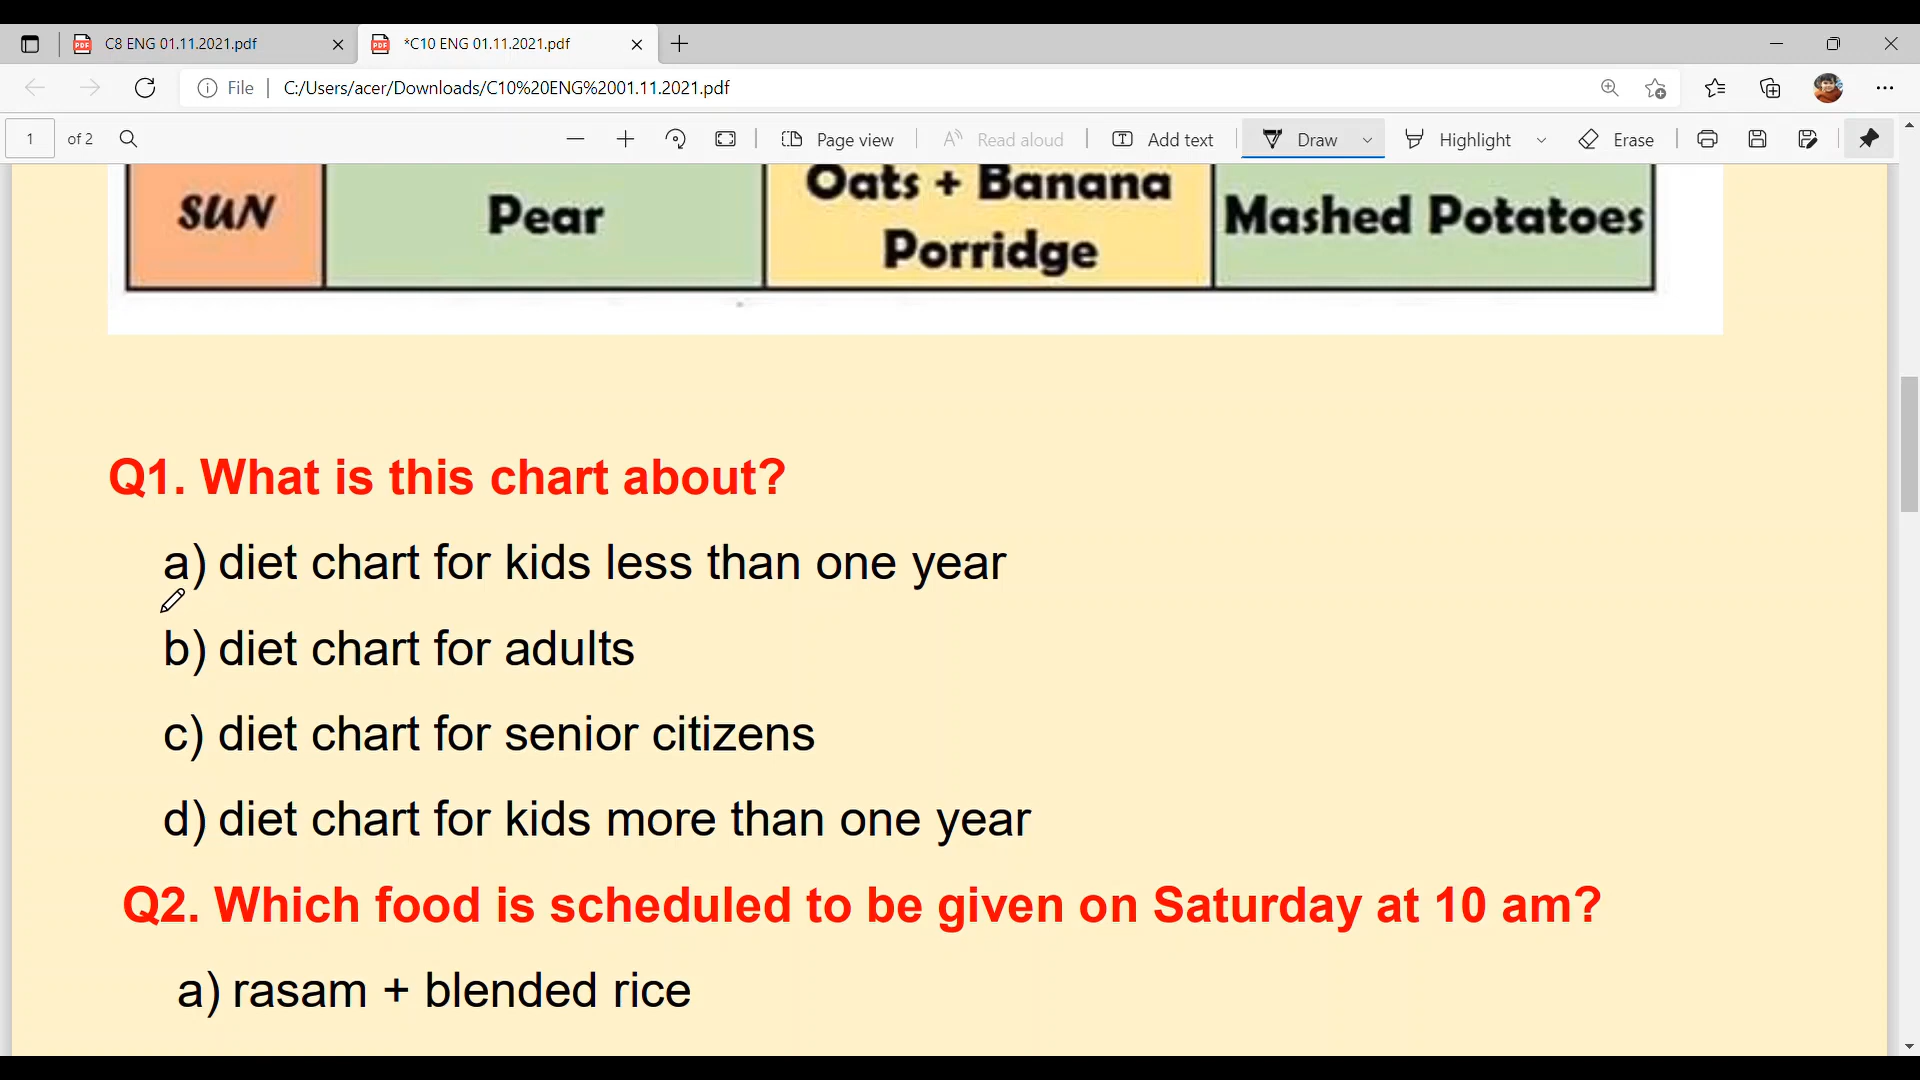 C8 ENG 01.11.2021.pdf
*C10 ENG 01.11.2021.pdf
File
C:/Users/acer/Downloads/C10%20ENG%2001.11.2021.pdf
1 of 2
Page view
Read aloud
Add text
Draw
Highlight
Erase
SUN
Pear
Oats + Banana
Porridge
Mashed Potatoes
Q1. What is this chart about?
a) diet chart for kids less than one year
b) diet chart for adults
c) diet chart for senior citizens
d) diet chart for kids more than one year
Q2. Which food is scheduled to be given on Saturday at 10 am?
a) rasam + blended rice